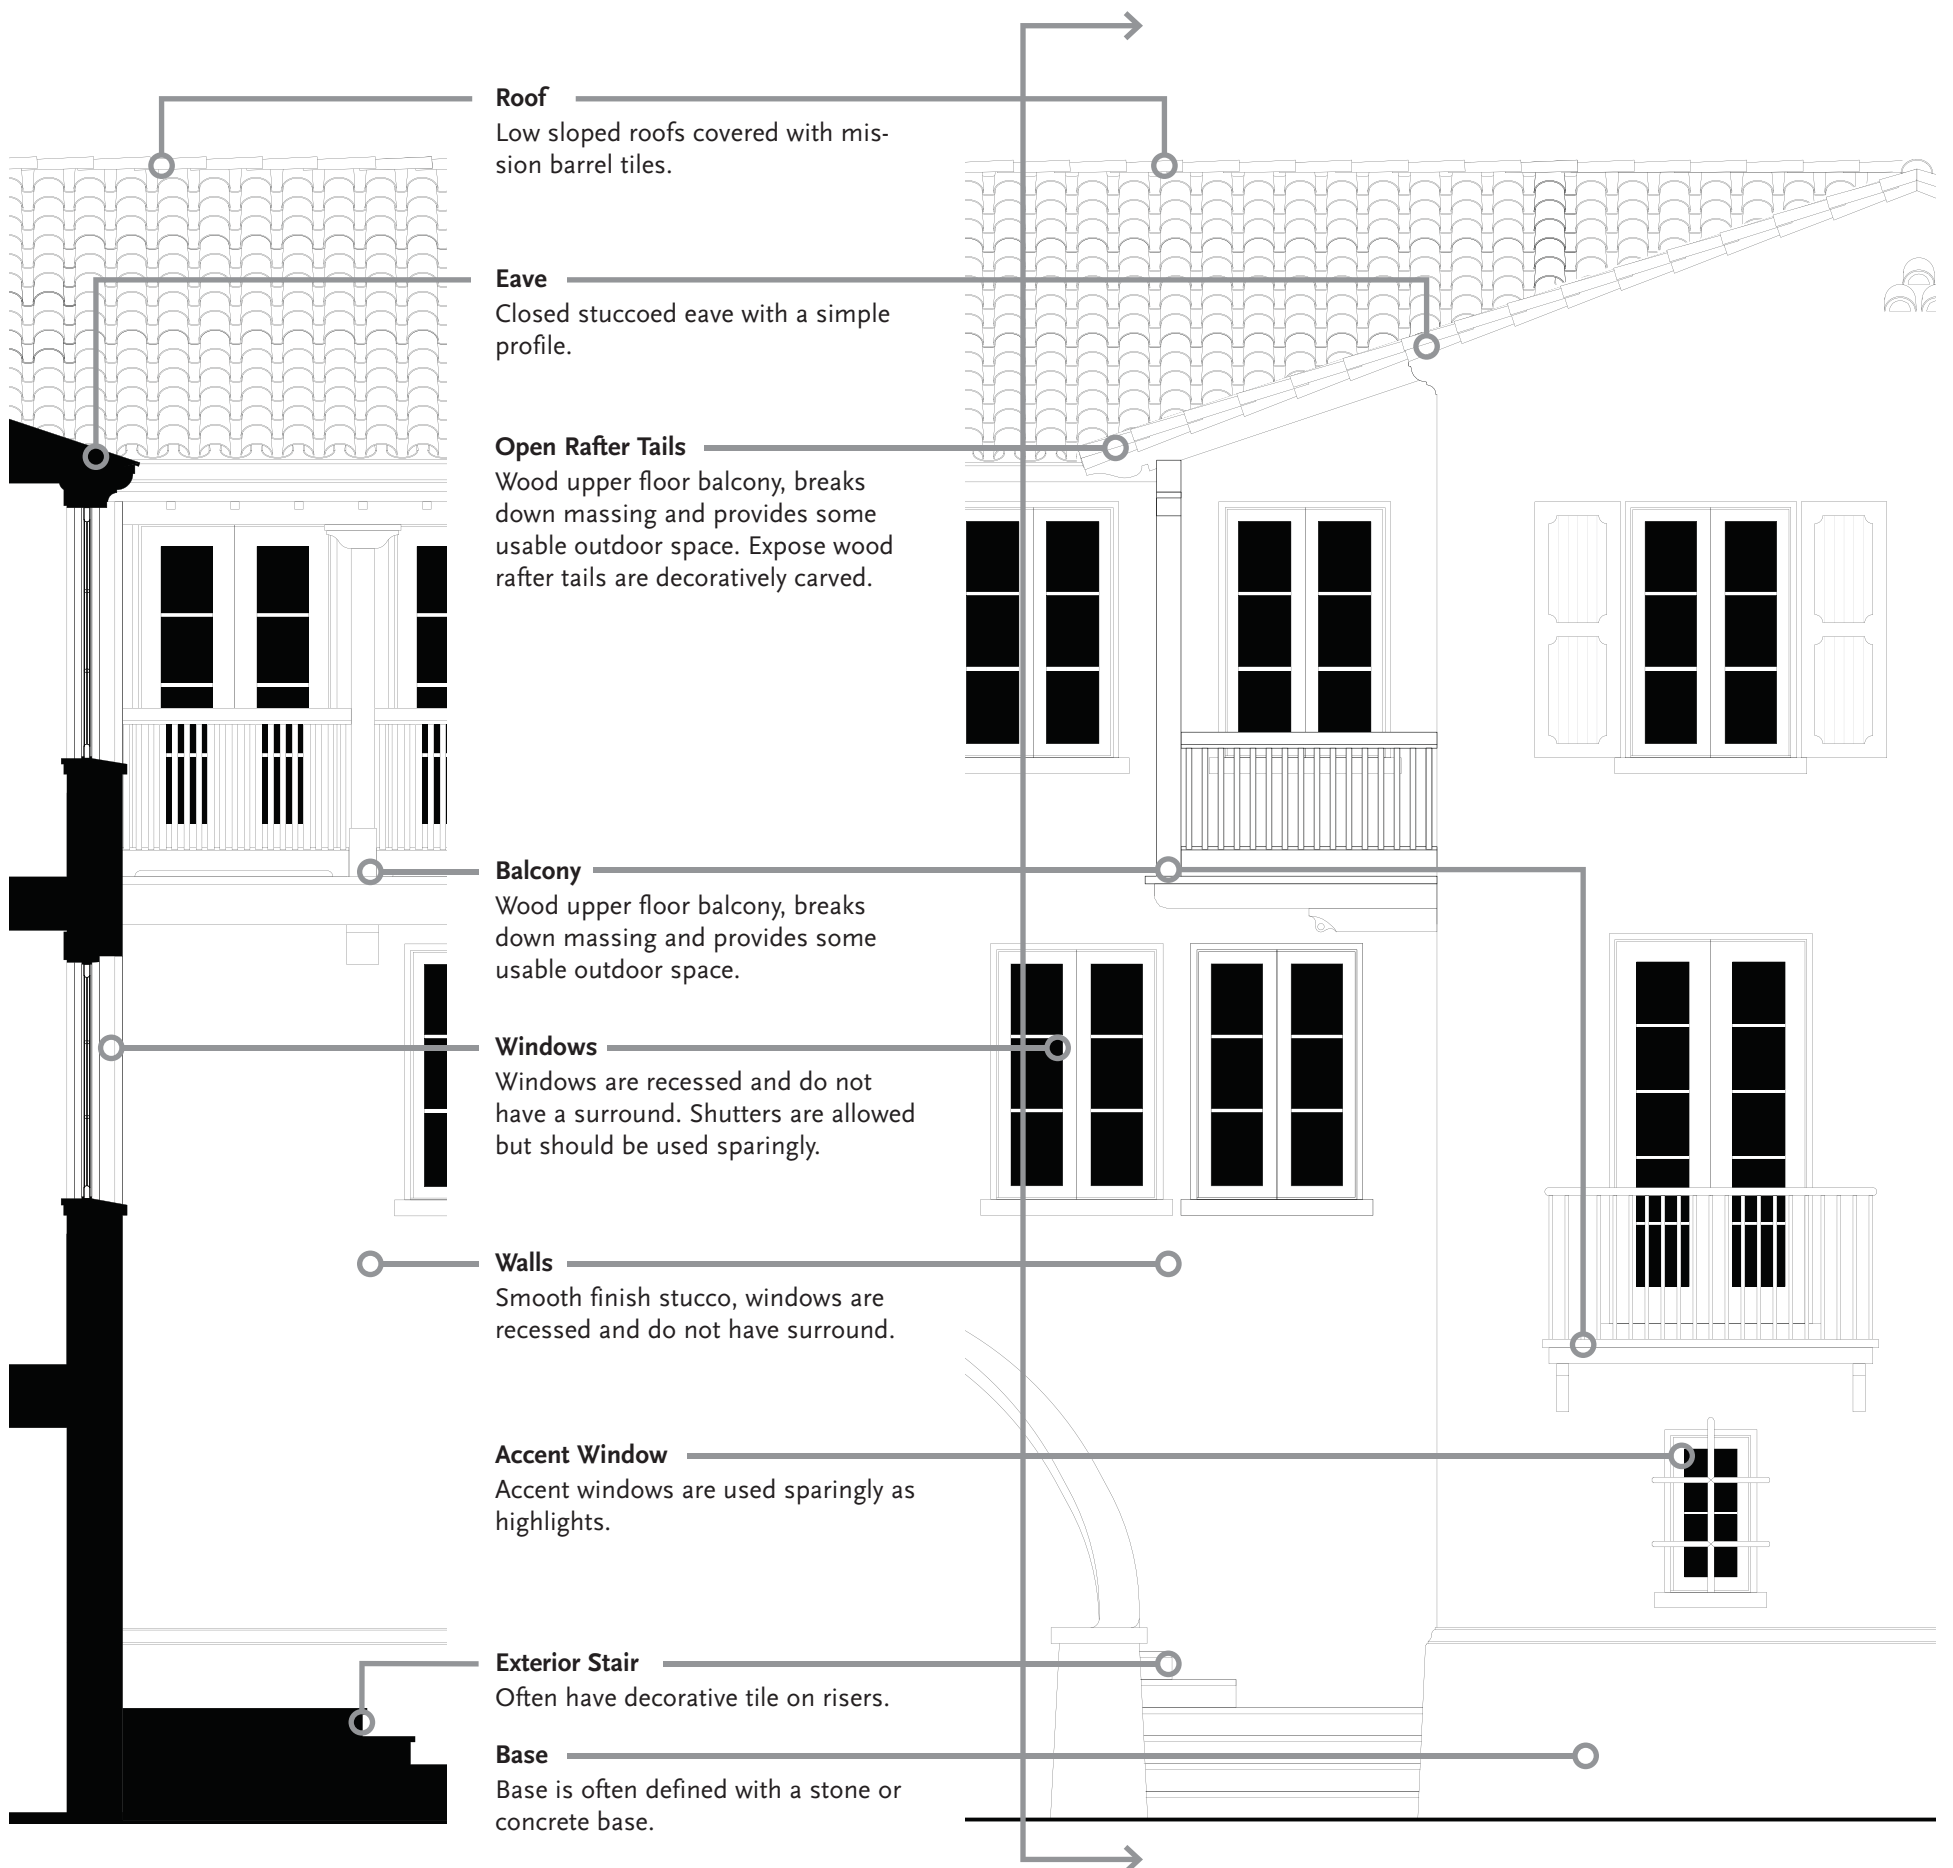 Roof
Low sloped roofs covered with mis-
sion barrel tiles.
Eave
Closed stuccoed eave with a simple
profile.
Open Rafter Tails
Wood upper floor balcony, breaks
down massing and provides some
usable outdoor space. Expose wood
rafter tails are decoratively carved.
Balcony
Wood upper floor balcony, breaks
down massing and provides some
usable outdoor space.
Windows
Windows are recessed and do not
have a surround. Shutters are allowed
but should be used sparingly.
Walls
Smooth finish stucco, windows are
recessed and do not have surround.
Accent Window
Accent windows are used sparingly as
highlights.
Exterior Stair
Often have decorative tile on risers.
Base
Base is often defined with a stone or
concrete base.